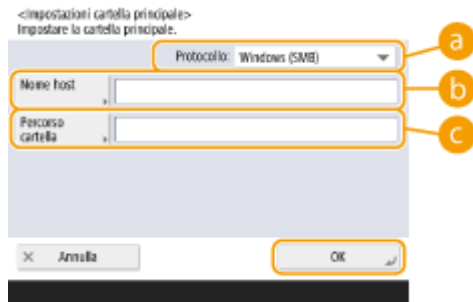 <Impostazioni cartella principale>
Impostare la cartella principale.
Protocollo: Windows (SMB)
a
Nome host
b
Percorso
cartella
c
Annulla
OK